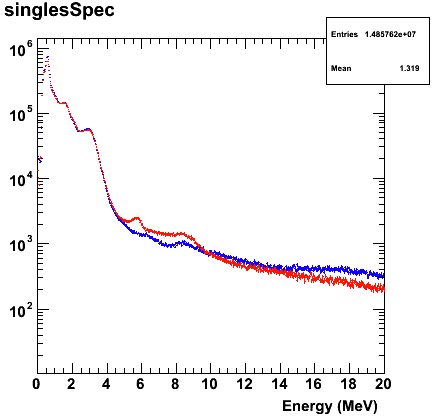 singlesSpec
Entries 1.485762e+07
Mean 1.319
10^6
10^5
10^4
10^3
10^2
0 2 4 6 8 10 12 14 16 18 20
Energy (MeV)